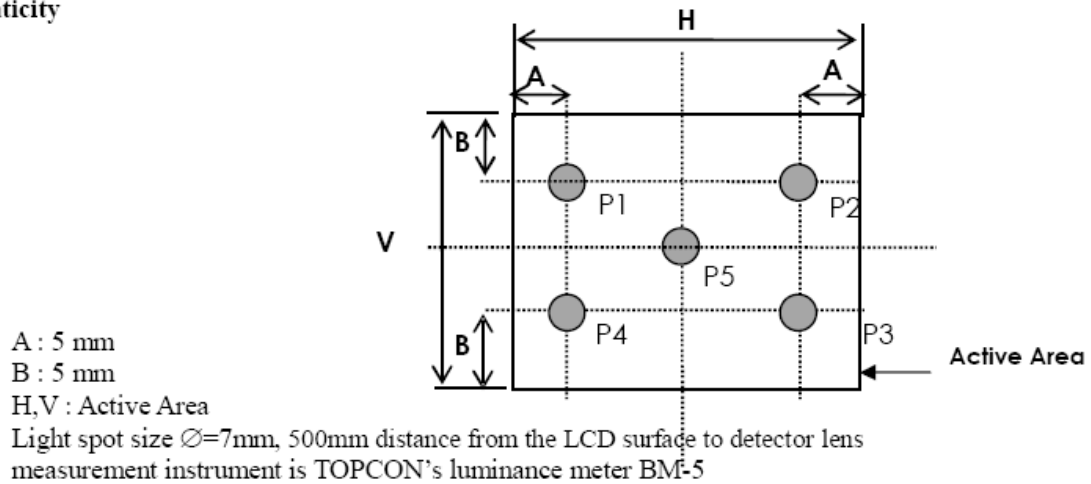 H
A A
B
P1 P2
V
P5
P4 P3
B
Active Area
A : 5 mm
B : 5 mm
H,V : Active Area
Light spot size ∅=7mm, 500mm distance from the LCD surface to detector lens
measurement instrument is TOPCON's luminance meter BM-5